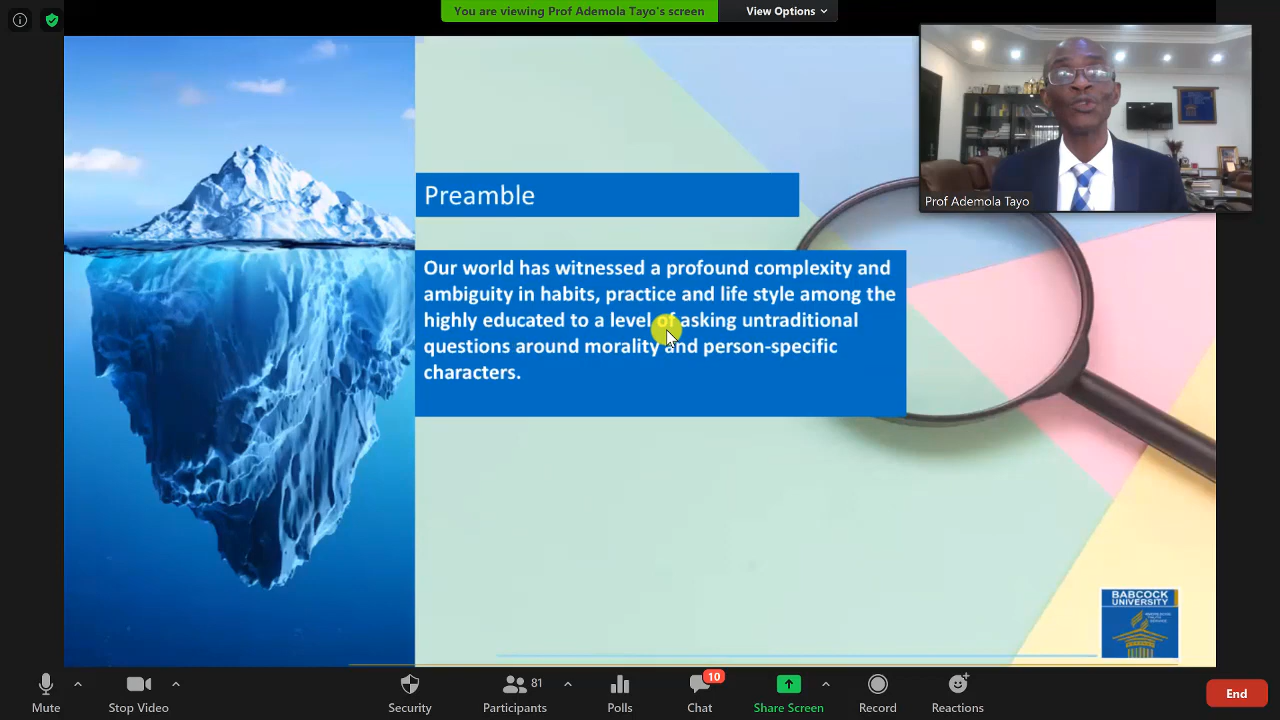 You are viewing Prof Ademola Tayo's screen
View Options
Prof Ademola Tayo
Preamble
Our world has witnessed a profound complexity and
ambiguity in habits, practice and life style among the
highly educated to a level of asking untraditional
questions around morality and person-specific
characters.
BABCOCK
UNIVERSITY
Mute
Stop Video
Security
81
Participants
Polls
10
Chat
Share Screen
Record
Reactions
End